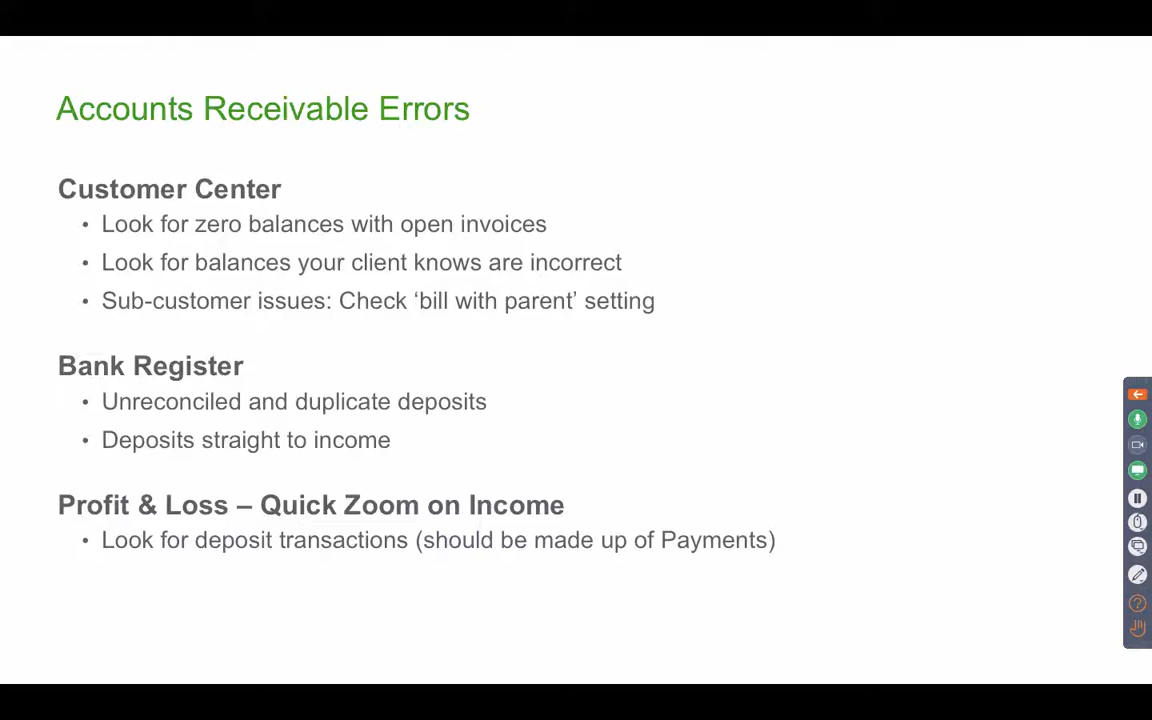 Accounts Receivable Errors
Customer Center
• Look for zero balances with open invoices
• Look for balances your client knows are incorrect
• Sub-customer issues: Check ‘bill with parent’ setting
Bank Register
• Unreconciled and duplicate deposits
• Deposits straight to income
Profit & Loss – Quick Zoom on Income
• Look for deposit transactions (should be made up of Payments)